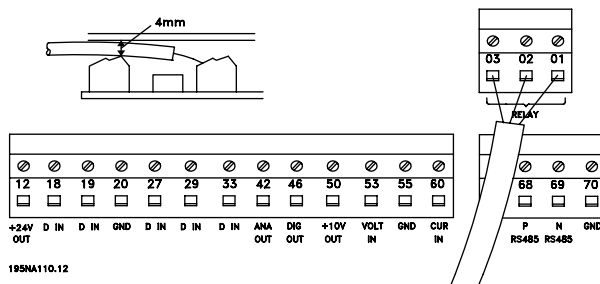 4mm
03 02 01
RELAY
12 18 19 20 27 29 33 42 46 50 53 55 60
+24V OUT D IN D IN GND D IN D IN D IN ANA OUT DIG OUT +10V OUT VOLT IN GND CUR IN
68 69 70
P RS485 N RS485 GND
195NA110.12